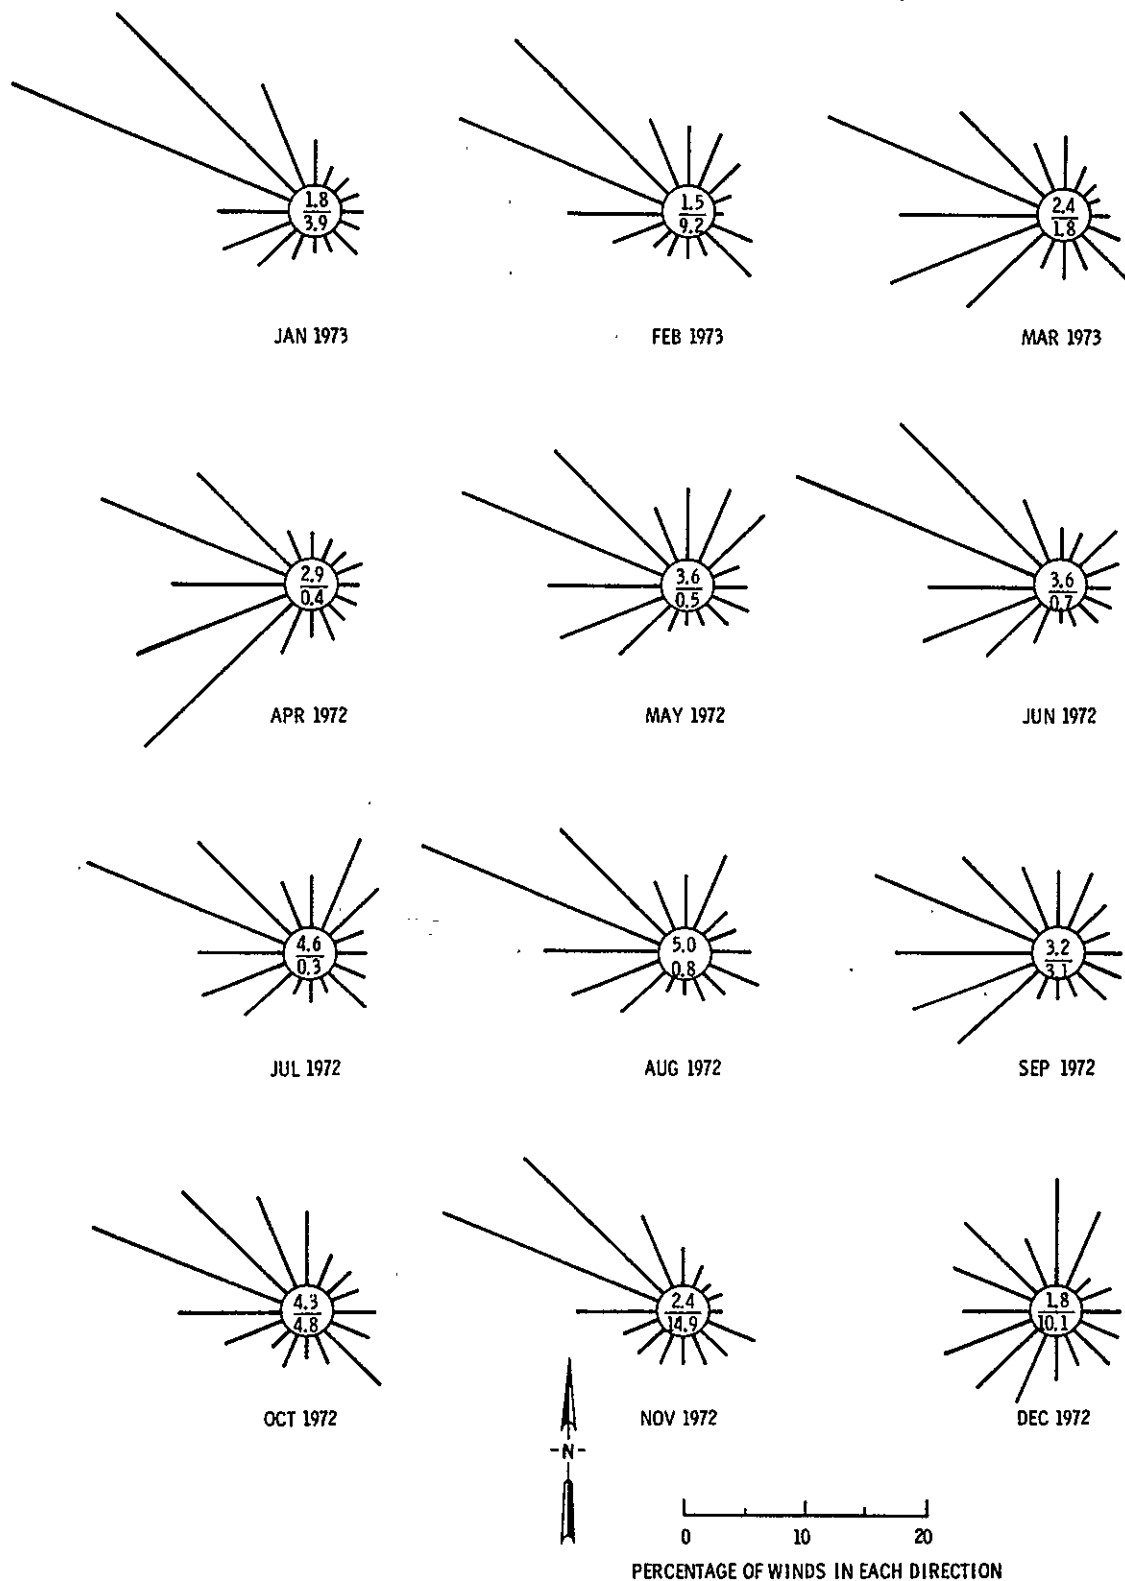 1.8
3.9
JAN 1973
1.5
9.2
FEB 1973
2.4
1.8
MAR 1973
2.9
0.4
APR 1972
3.6
0.5
MAY 1972
3.6
0.7
JUN 1972
4.6
0.3
JUL 1972
5.0
0.8
AUG 1972
3.2
3.1
SEP 1972
4.3
4.8
OCT 1972
2.4
14.9
NOV 1972
1.8
10.1
DEC 1972
-N-
0 10 20
PERCENTAGE OF WINDS IN EACH DIRECTION